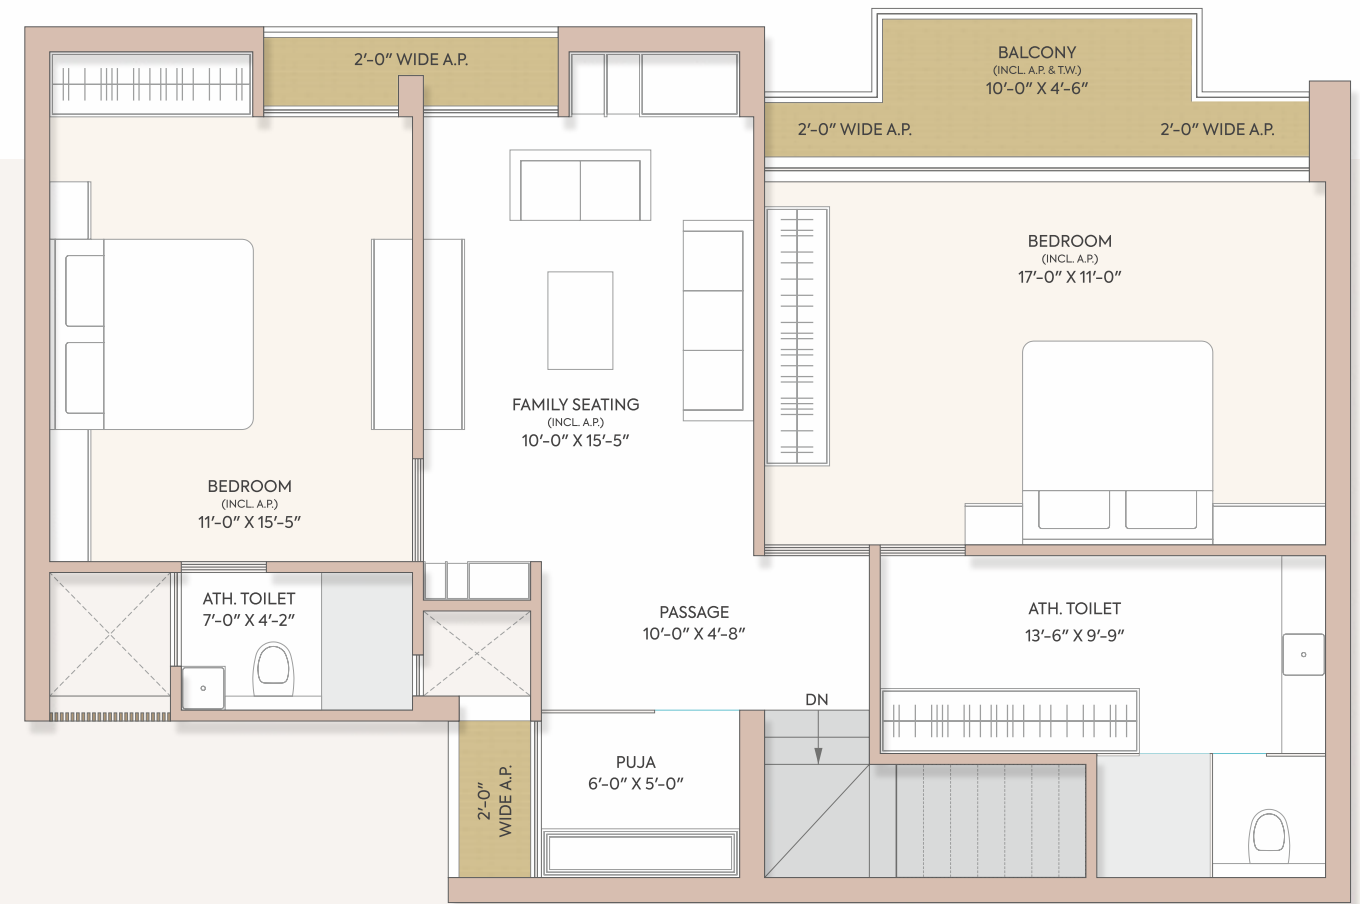 2'-0" WIDE A.P.
BALCONY
(INCL. A.P. & T.W.)
10'-0" X 4'-6"
2'-0" WIDE A.P.
2'-0" WIDE A.P.
BEDROOM
(INCL. A.P.)
17'-0" X 11'-0"
FAMILY SEATING
(INCL. A.P.)
10'-0" X 15'-5"
BEDROOM
(INCL. A.P.)
11'-0" X 15'-5"
ATH. TOILET
7'-0" X 4'-2"
PASSAGE
10'-0" X 4'-8"
ATH. TOILET
13'-6" X 9'-9"
DN
PUJA
6'-0" X 5'-0"
2'-0"
WIDE A.P.